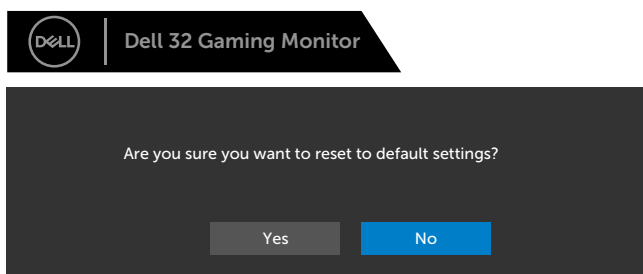 DELL
Dell 32 Gaming Monitor
Are you sure you want to reset to default settings?
Yes
No